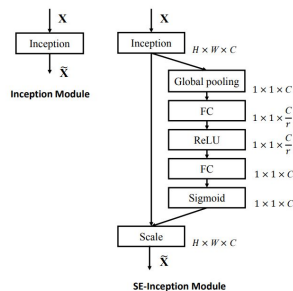 X
Inception
X̃
Inception Module
X
Inception
H × W × C
Global pooling
1 × 1 × C
FC
1 × 1 × C/r
ReLU
1 × 1 × C/r
FC
1 × 1 × C
Sigmoid
1 × 1 × C
Scale
H × W × C
X̃
SE-Inception Module